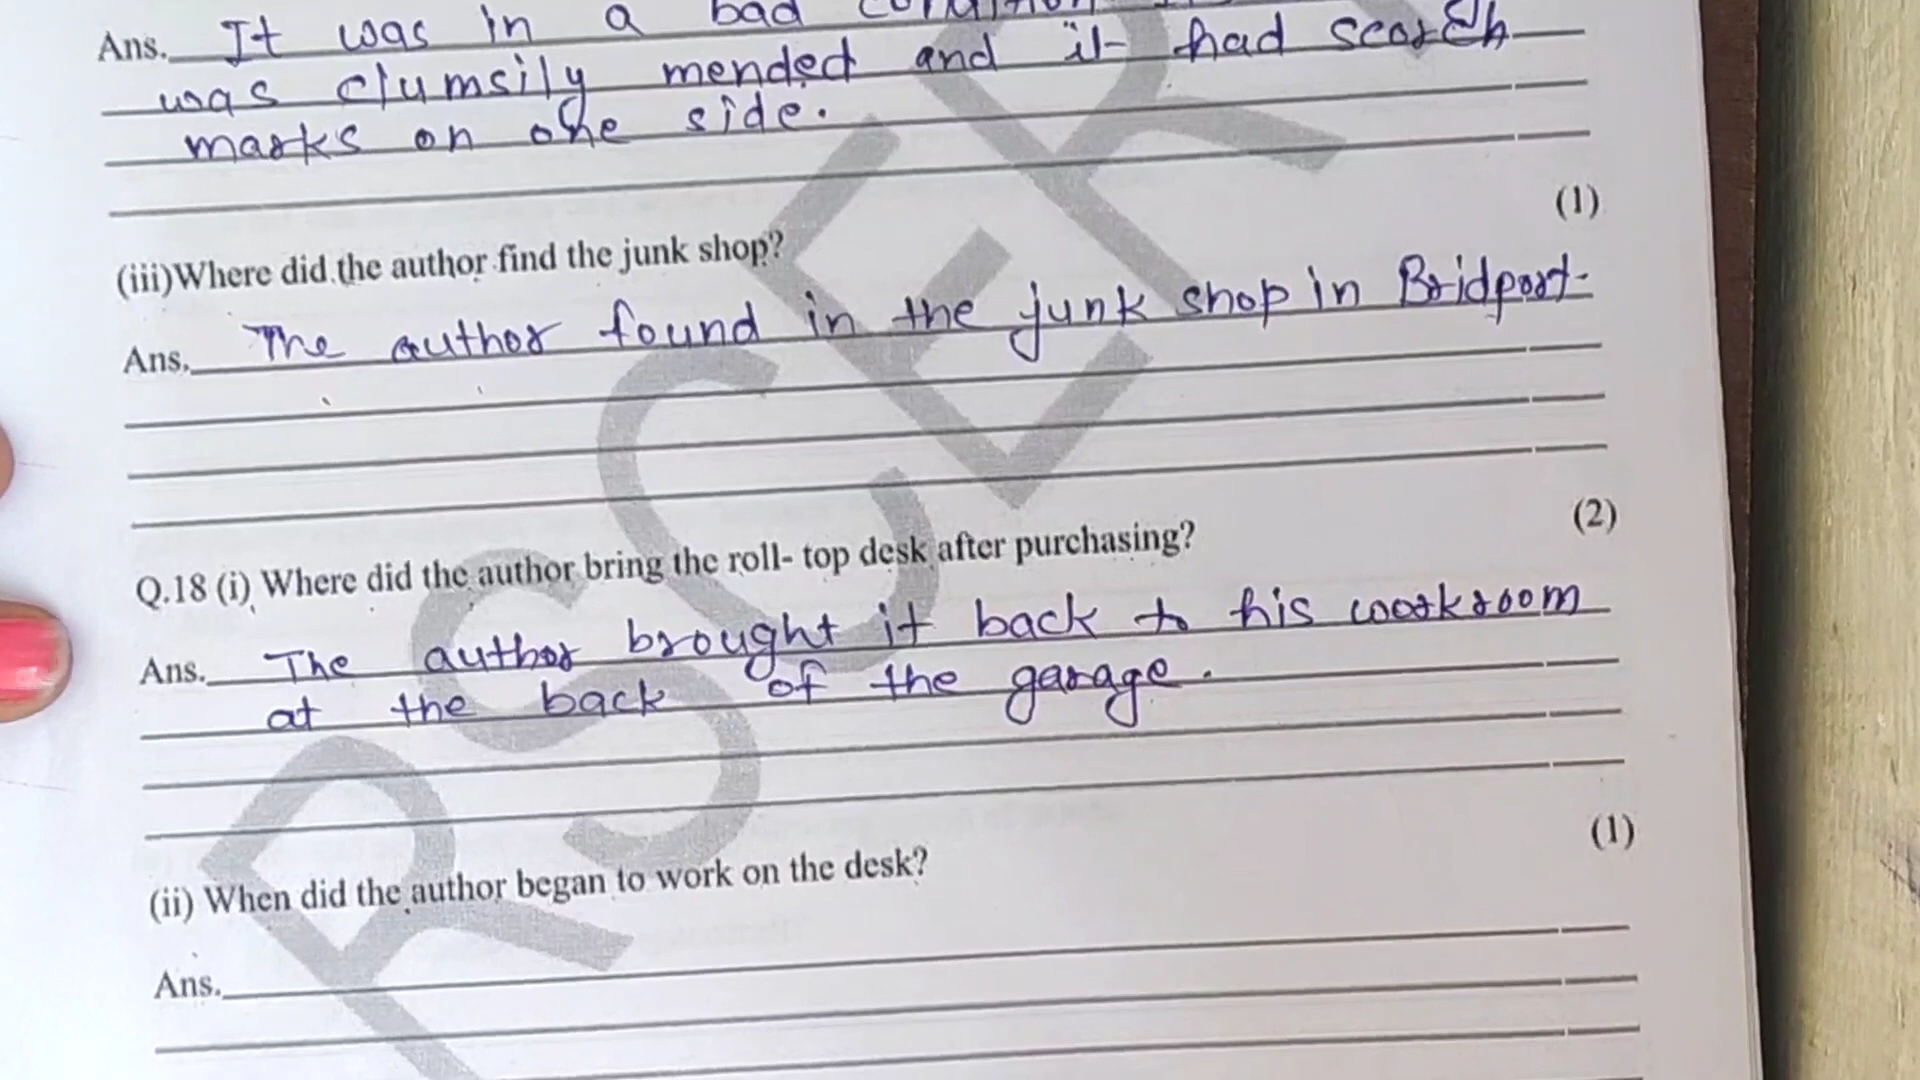 Ans. It was in a bad condition
was clumsily mended and it had scorch
marks on one side.
(1)
(iii)Where did the author find the junk shop?
Ans. The author found in the junk shop in Bridport.
(2)
Q.18 (i) Where did the author bring the roll- top desk after purchasing?
Ans. The author brought it back to his workroom
at the back of the garage.
(1)
(ii) When did the author began to work on the desk?
Ans.
RSCER